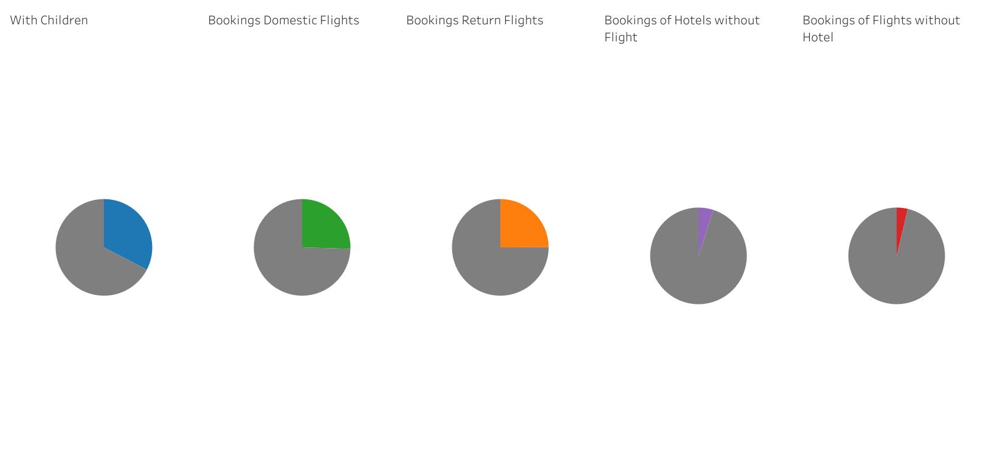 With Children
Bookings Domestic Flights
Bookings Return Flights
Bookings of Hotels without
Flight
Bookings of Flights without
Hotel